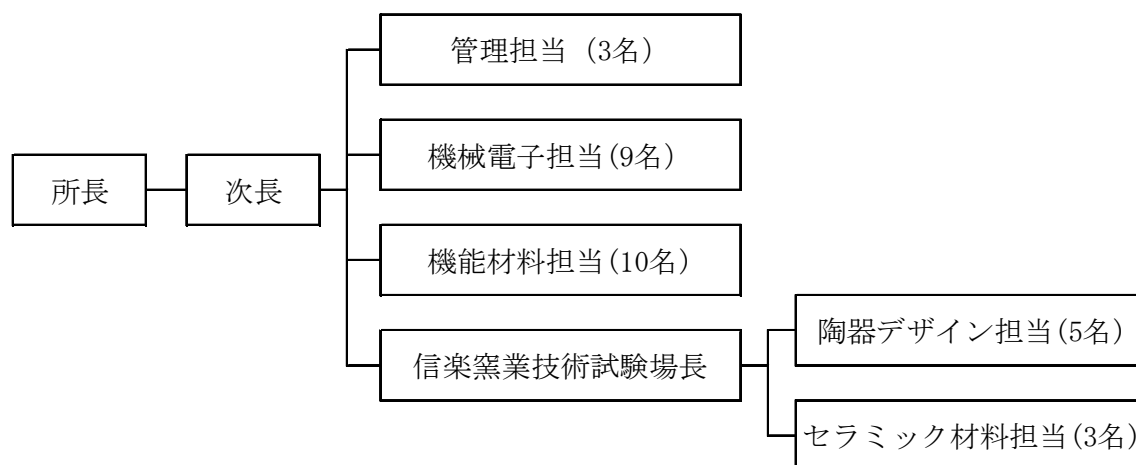 管理担当 (3名)
機械電子担当(9名)
所長
次長
機能材料担当(10名)
信楽窯業技術試験場長
陶器デザイン担当(5名)
セラミック材料担当(3名)